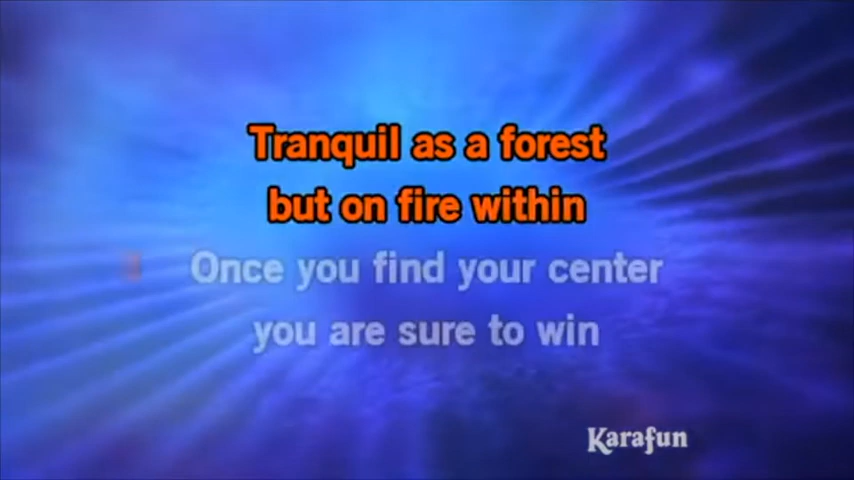 Tranquil as a forest
but on fire within
Once you find your center
you are sure to win
Karafun